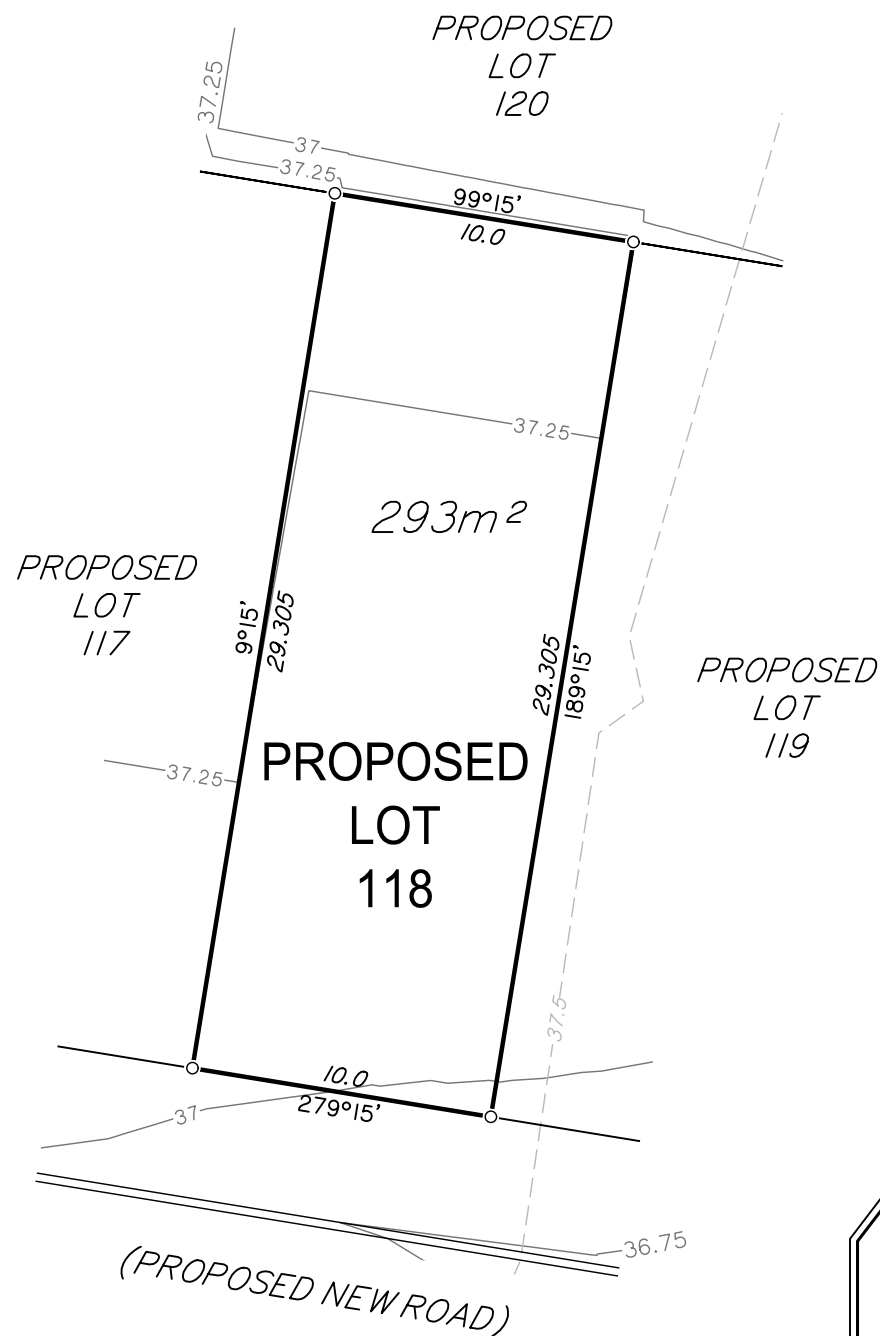 PROPOSED
LOT
120
37.25
37
37.25
99°15'
10.0
37.25
293m²
PROPOSED
LOT
117
9°15'
29.305
29.305
189°15'
PROPOSED
LOT
119
37.25
PROPOSED
LOT
118
37.5
10.0
279°15'
37
36.75
(PROPOSED NEW ROAD)